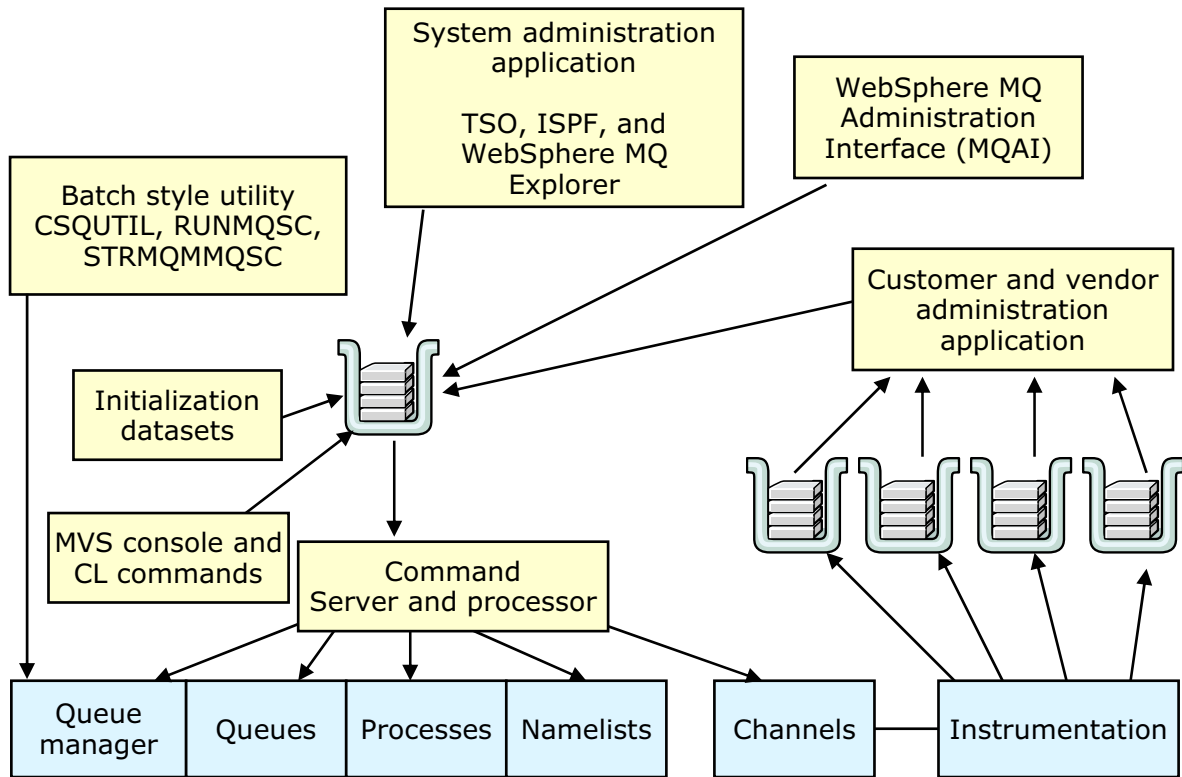 System administration
application
TSO, ISPF, and
WebSphere MQ
Explorer
WebSphere MQ
Administration
Interface (MQAI)
Batch style utility
CSQUTIL, RUNMQSC,
STRMQMMQSC
Customer and vendor
administration
application
Initialization
datasets
MVS console and
CL commands
Command
Server and processor
Queue
manager
Queues
Processes
Namelists
Channels
Instrumentation